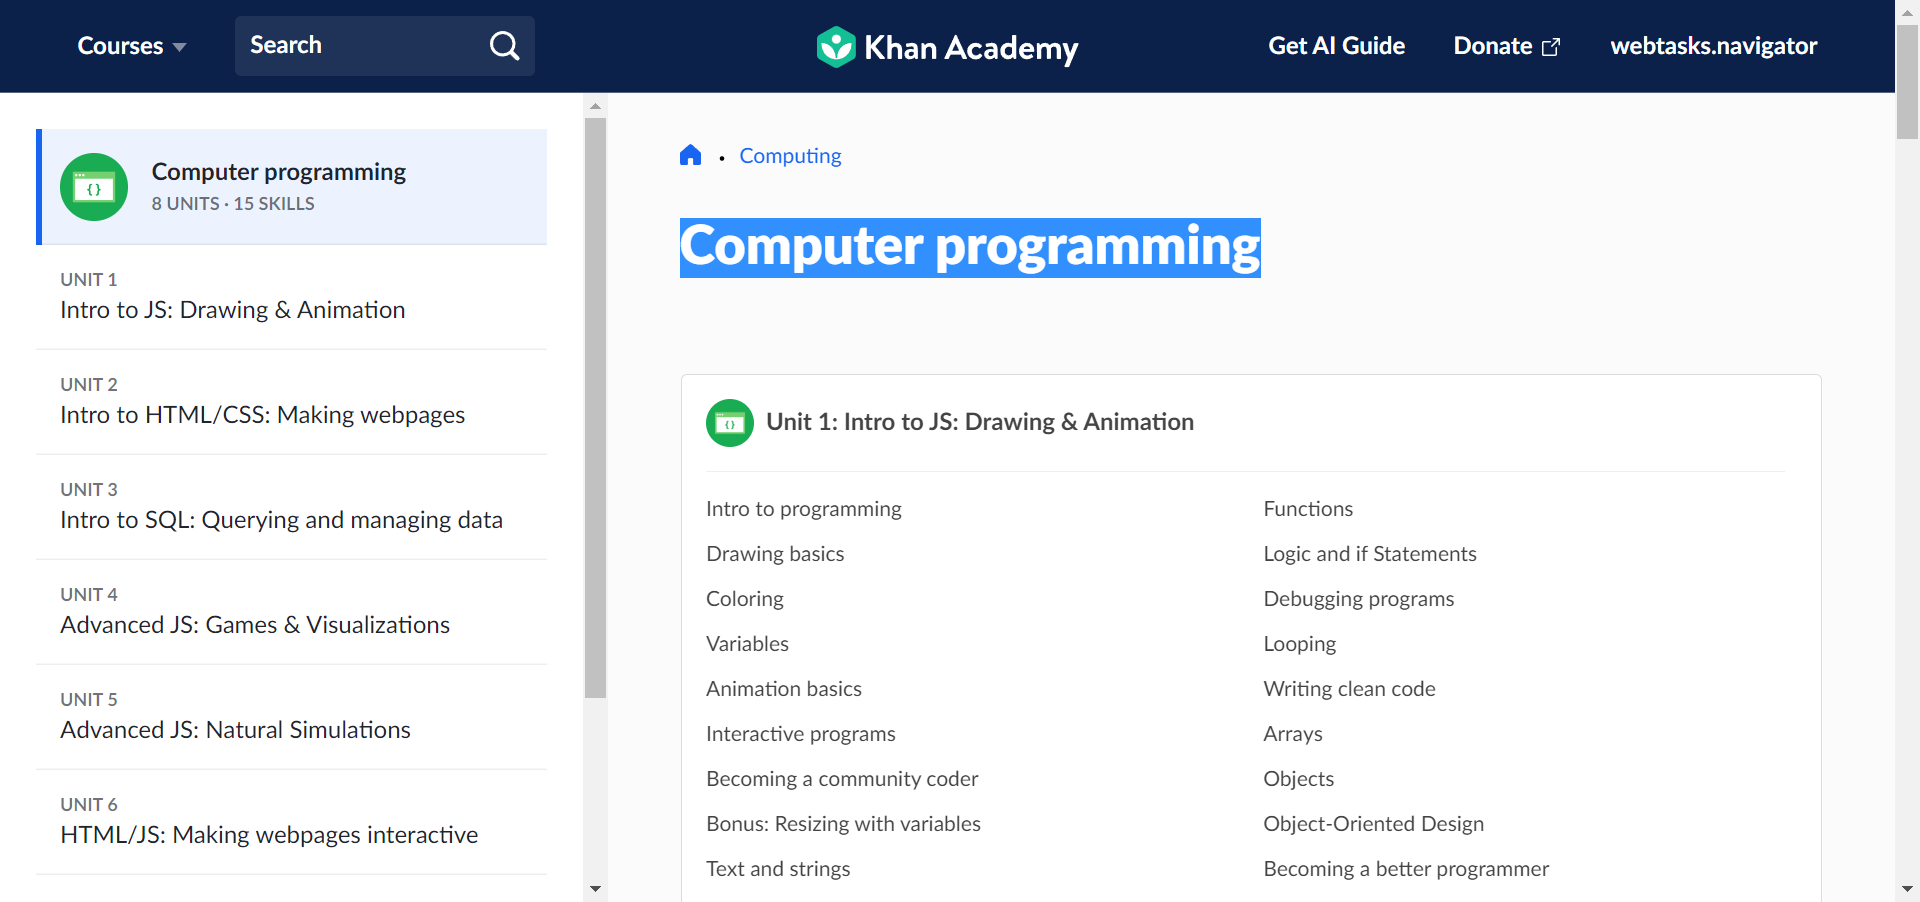 Courses
Search
Khan Academy
Get AI Guide
Donate
webtasks.navigator
Computer programming
8 UNITS · 15 SKILLS
UNIT 1
Intro to JS: Drawing & Animation
UNIT 2
Intro to HTML/CSS: Making webpages
UNIT 3
Intro to SQL: Querying and managing data
UNIT 4
Advanced JS: Games & Visualizations
UNIT 5
Advanced JS: Natural Simulations
UNIT 6
HTML/JS: Making webpages interactive
Computing
Computer programming
Unit 1: Intro to JS: Drawing & Animation
Intro to programming
Drawing basics
Coloring
Variables
Animation basics
Interactive programs
Becoming a community coder
Bonus: Resizing with variables
Text and strings
Functions
Logic and if Statements
Debugging programs
Looping
Writing clean code
Arrays
Objects
Object-Oriented Design
Becoming a better programmer